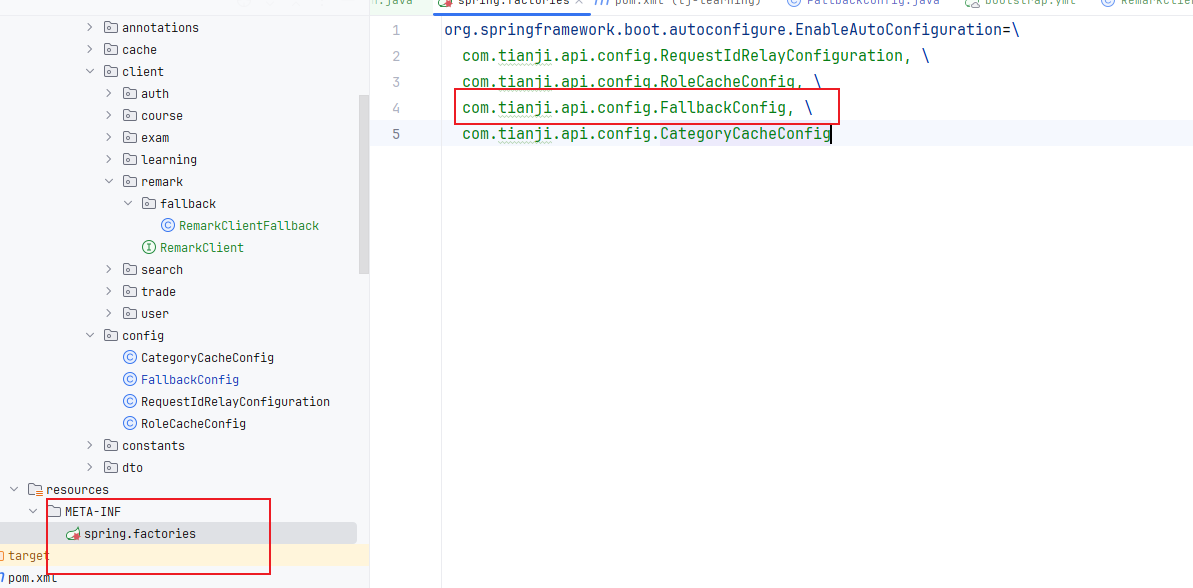 annotations
cache
client
auth
course
exam
learning
remark
fallback
RemarkClientFallback
RemarkClient
search
trade
user
config
CategoryCacheConfig
FallbackConfig
RequestIdRelayConfiguration
RoleCacheConfig
constants
dto
resources
META-INF
spring.factories
target
pom.xml
n.java spring.factories pom.xml (tj-learning) FallbackConfig.java bootstrap.yml RemarkClient
1 org.springframework.boot.autoconfigure.EnableAutoConfiguration=\
2 com.tianji.api.config.RequestIdRelayConfiguration, \
3 com.tianji.api.config.RoleCacheConfig, \
4 com.tianji.api.config.FallbackConfig, \
5 com.tianji.api.config.CategoryCacheConfig